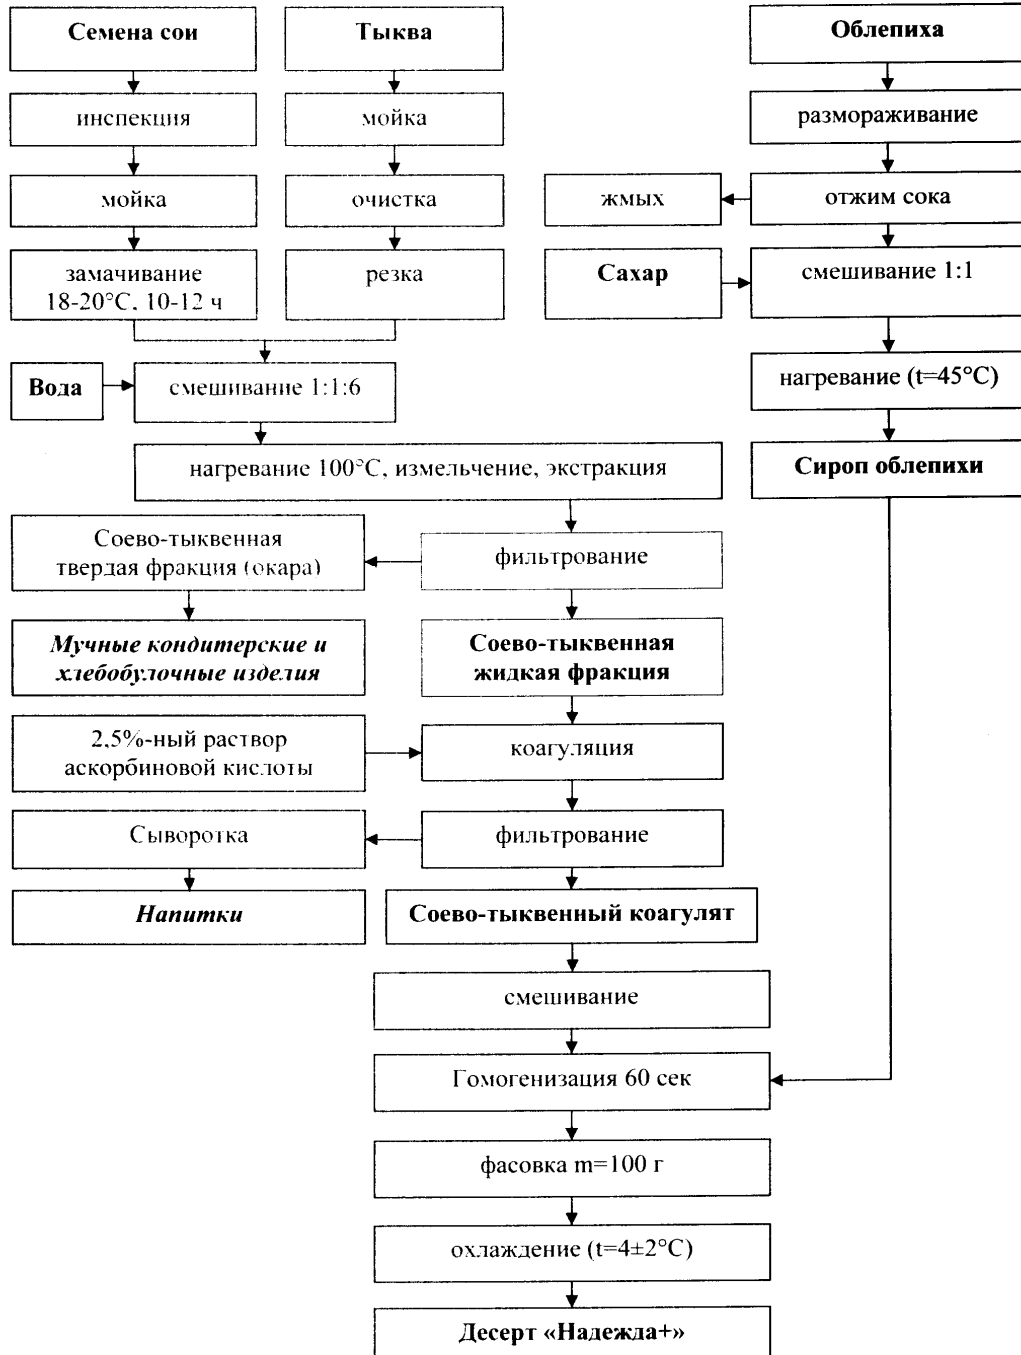 Семена сои
Тыква
Облепиха
инспекция
мойка
размораживание
мойка
очистка
жмых
отжим сока
замачивание
18-20°C, 10-12 ч
резка
Сахар
смешивание 1:1
Вода
смешивание 1:1:6
нагревание (t=45°C)
нагревание 100°C, измельчение, экстракция
Сироп облепихи
Соево-тыквенная
твердая фракция (окара)
фильтрование
Мучные кондитерские и
хлебобулочные изделия
Соево-тыквенная
жидкая фракция
2,5%-ный раствор
аскорбиновой кислоты
коагуляция
Сыворотка
фильтрование
Напитки
Соево-тыквенный коагулят
смешивание
Гомогенизация 60 сек
фасовка m=100 г
охлаждение (t=4±2°C)
Десерт «Надежда+»